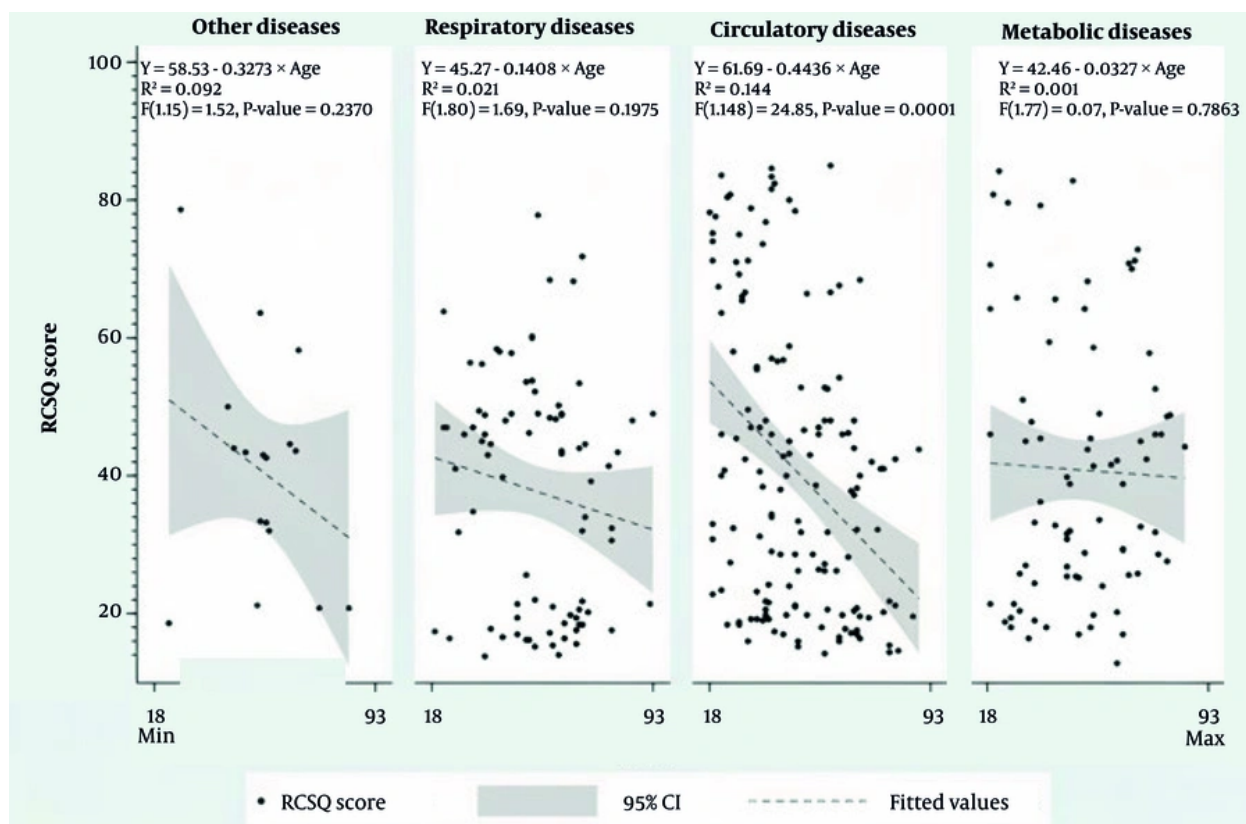 Other diseases
Y = 58.53 - 0.3273 × Age
R² = 0.092
F(1.15) = 1.52, P-value = 0.2370
Respiratory diseases
Y = 45.27 - 0.1408 × Age
R² = 0.021
F(1.80) = 1.69, P-value = 0.1975
Circulatory diseases
Y = 61.69 - 0.4436 × Age
R² = 0.144
F(1.148) = 24.85, P-value = 0.0001
Metabolic diseases
Y = 42.46 - 0.0327 × Age
R² = 0.001
F(1.77) = 0.07, P-value = 0.7863
RCSQ score
100
80
60
40
20
18 93 18 93 18 93 18 93
Min Max
RCSQ score 95% CI Fitted values